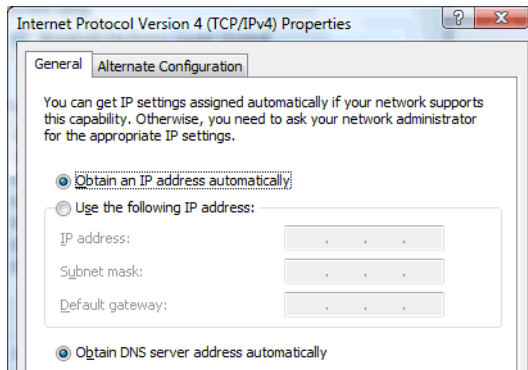 Internet Protocol Version 4 (TCP/IPv4) Properties
?
X
General
Alternate Configuration
You can get IP settings assigned automatically if your network supports
this capability. Otherwise, you need to ask your network administrator
for the appropriate IP settings.
Obtain an IP address automatically
Use the following IP address:
IP address:
. . .
Subnet mask:
. . .
Default gateway:
. . .
Obtain DNS server address automatically